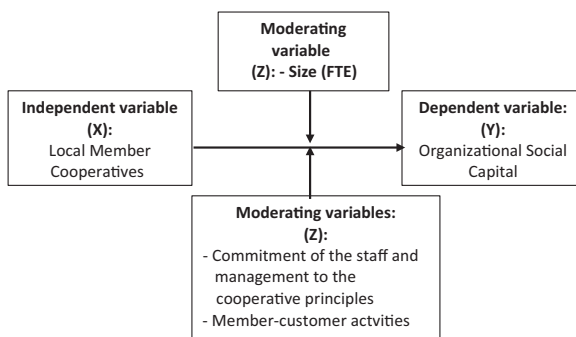 Moderating
variable
(Z): - Size (FTE)
Independent variable
(X):
Local Member
Cooperatives
Dependent variable:
(Y):
Organizational Social
Capital
Moderating variables:
(Z):
- Commitment of the staff and
management to the
cooperative principles
- Member-customer actvities